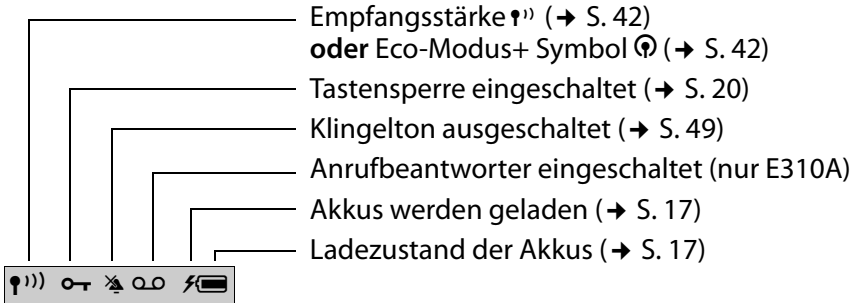 Empfangsstärke (➔ S. 42)
oder Eco-Modus+ Symbol (➔ S. 42)
Tastensperre eingeschaltet (➔ S. 20)
Klingelton ausgeschaltet (➔ S. 49)
Anrufbeantworter eingeschaltet (nur E310A)
Akkus werden geladen (➔ S. 17)
Ladezustand der Akkus (➔ S. 17)